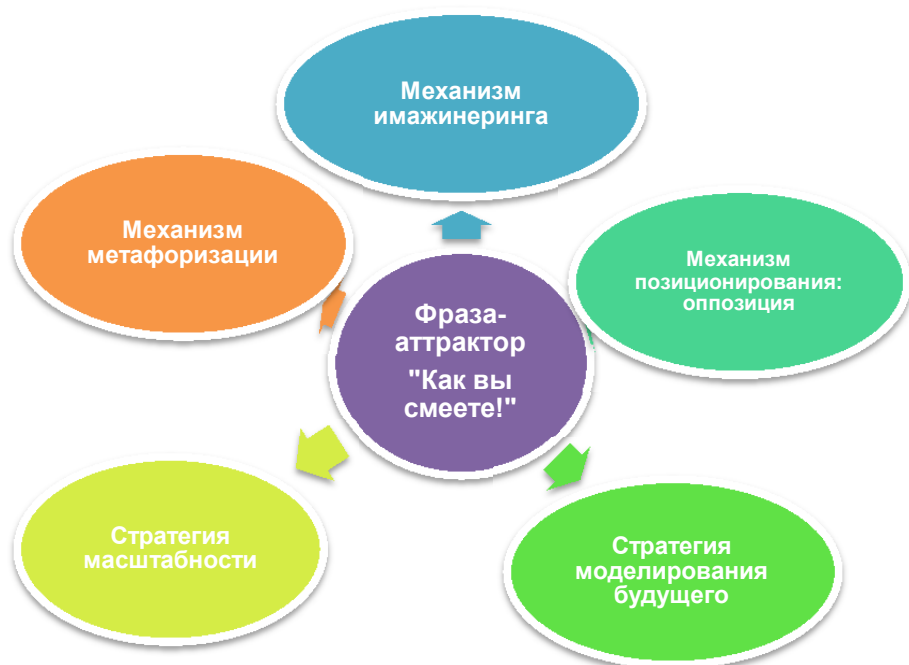 Механизм
имажинеринга
Механизм
метафоризации
Механизм
позиционирования:
оппозиция
Фраза-
аттрактор
"Как вы
смеете!"
Стратегия
масштабности
Стратегия
моделирования
будущего